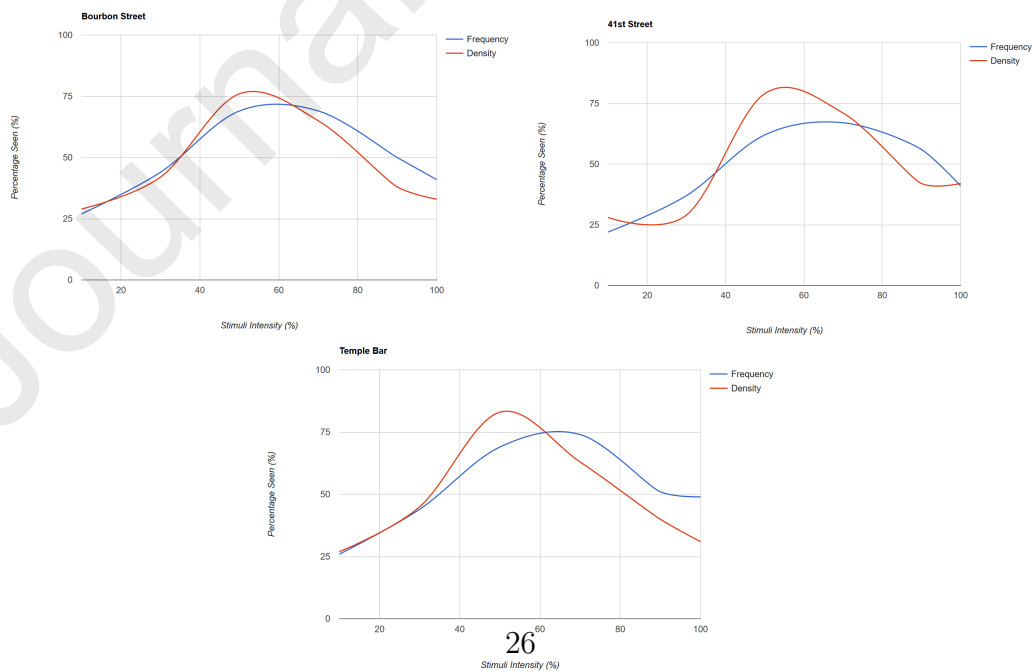 Bourbon Street
100
75
50
25
0
20 40 60 80 100
Percentage Seen (%)
Stimuli Intensity (%)
Frequency
Density
41st Street
100
75
50
25
0
20 40 60 80 100
Percentage Seen (%)
Stimuli Intensity (%)
Frequency
Density
Temple Bar
100
75
50
25
0
20 40 60 80 100
Percentage Seen (%)
Stimuli Intensity (%)
Frequency
Density
26
Journa